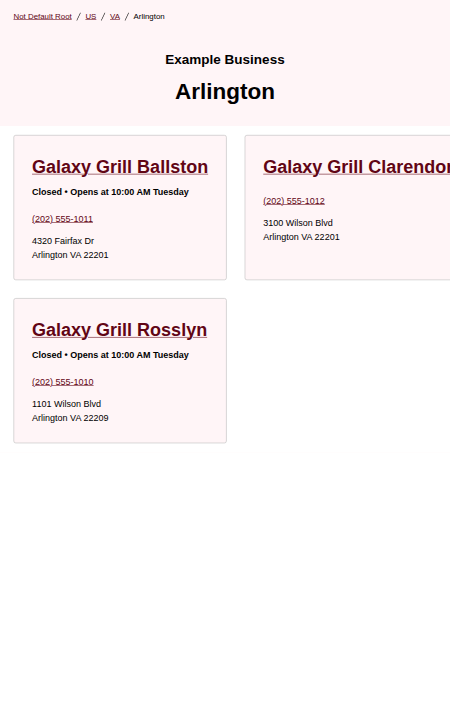 Not Default Root / US / VA / Arlington
Example Business
Arlington
Galaxy Grill Ballston
Closed • Opens at 10:00 AM Tuesday
(202) 555-1011
4320 Fairfax Dr
Arlington VA 22201
Galaxy Grill Clarendon
(202) 555-1012
3100 Wilson Blvd
Arlington VA 22201
Galaxy Grill Rosslyn
Closed • Opens at 10:00 AM Tuesday
(202) 555-1010
1101 Wilson Blvd
Arlington VA 22209